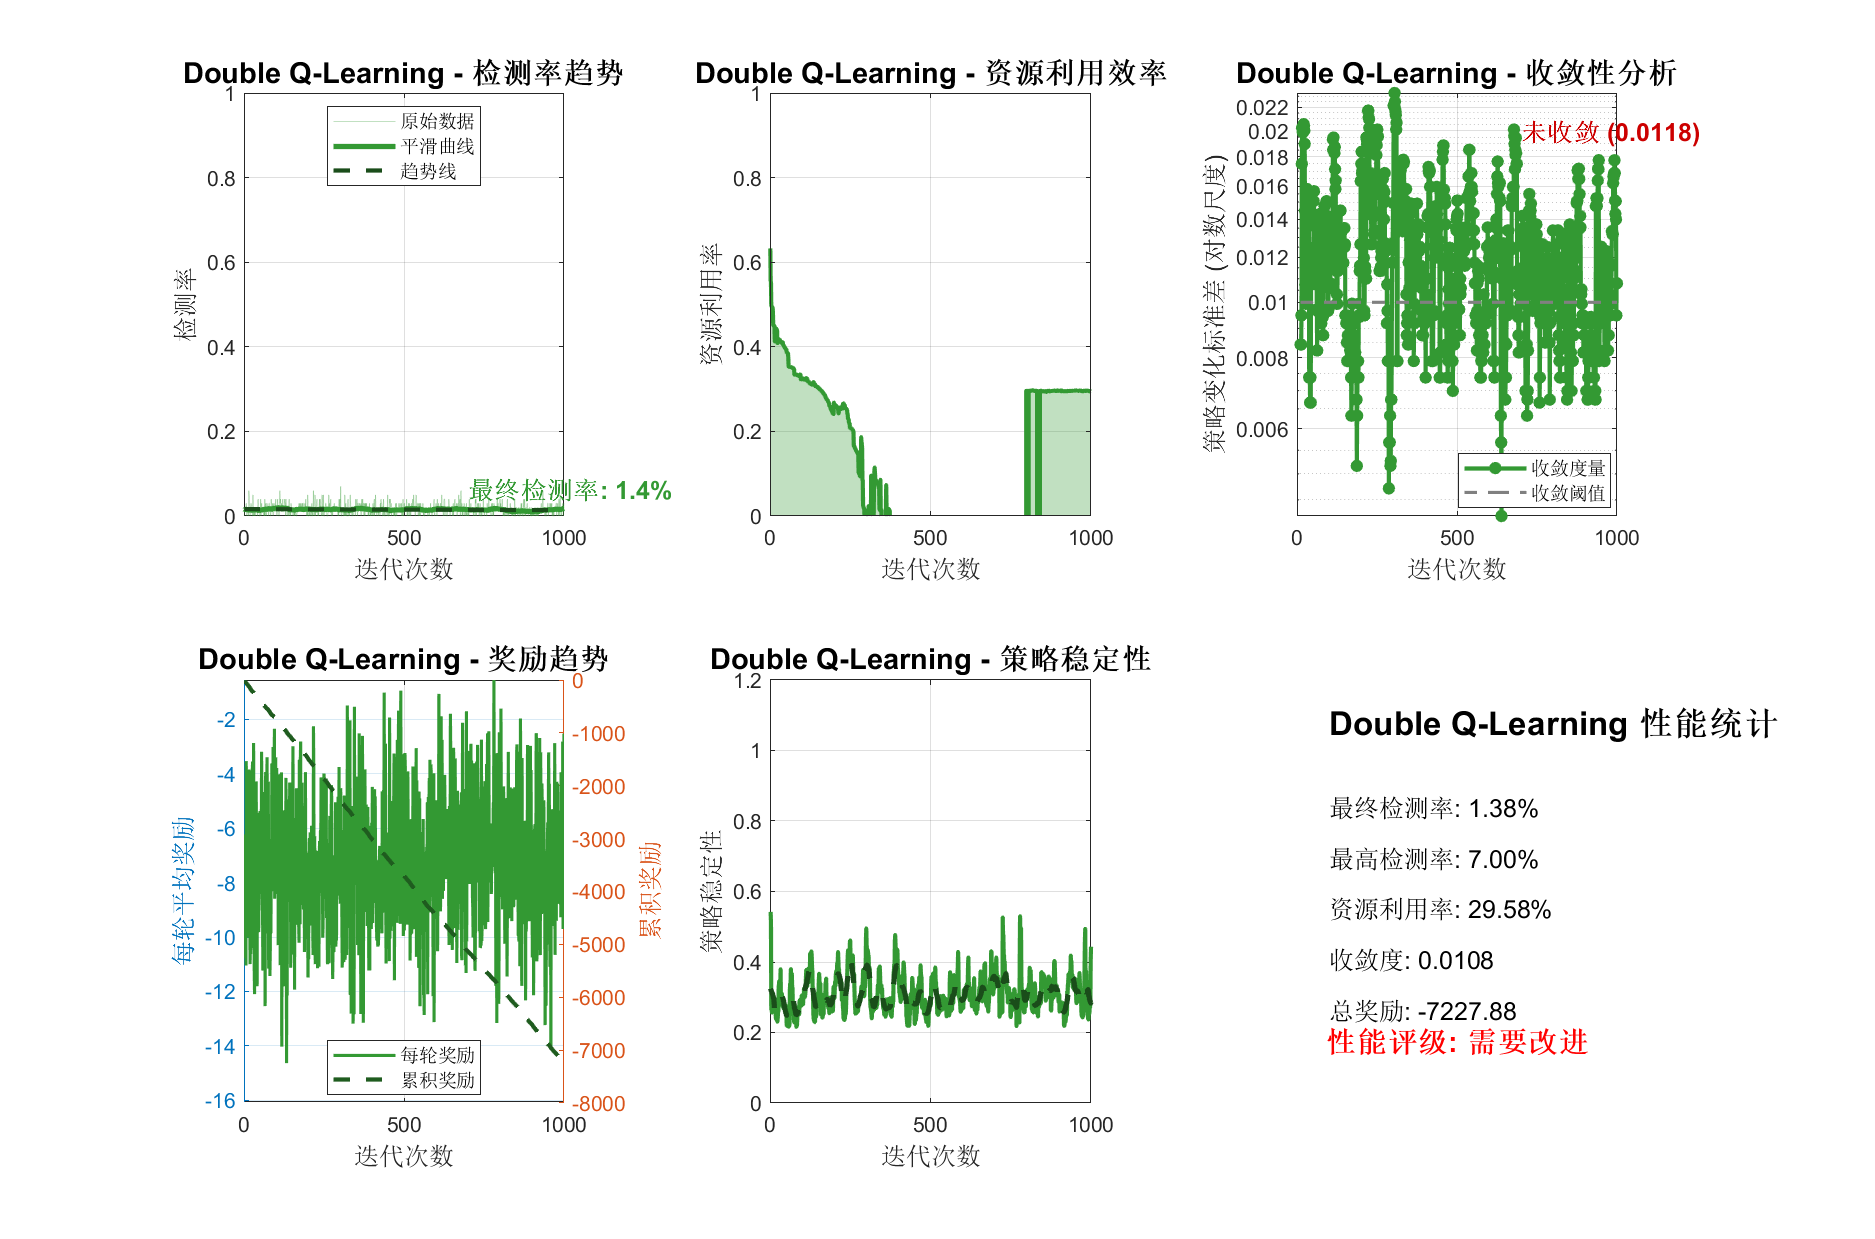 Double Q-Learning - 检测率趋势
1
0.8
0.6
0.4
0.2
0
检测率
原始数据
平滑曲线
趋势线
最终检测率: 1.4%
0
500
1000
迭代次数
Double Q-Learning - 资源利用效率
1
0.8
0.6
0.4
0.2
0
资源利用率
0
500
1000
迭代次数
Double Q-Learning - 收敛性分析
0.022
0.02
0.018
0.016
0.014
0.012
0.01
0.008
0.006
策略变化标准差 (对数尺度)
未收敛 (0.0118)
收敛度量
收敛阈值
0
500
1000
迭代次数
Double Q-Learning - 奖励趋势
-2
-4
-6
-8
-10
-12
-14
-16
每轮平均奖励
0
-1000
-2000
-3000
-4000
-5000
-6000
-7000
-8000
累积奖励
每轮奖励
累积奖励
0
500
1000
迭代次数
Double Q-Learning - 策略稳定性
1.2
1
0.8
0.6
0.4
0.2
0
策略稳定性
0
500
1000
迭代次数
Double Q-Learning 性能统计
最终检测率: 1.38%
最高检测率: 7.00%
资源利用率: 29.58%
收敛度: 0.0108
总奖励: -7227.88
性能评级: 需要改进